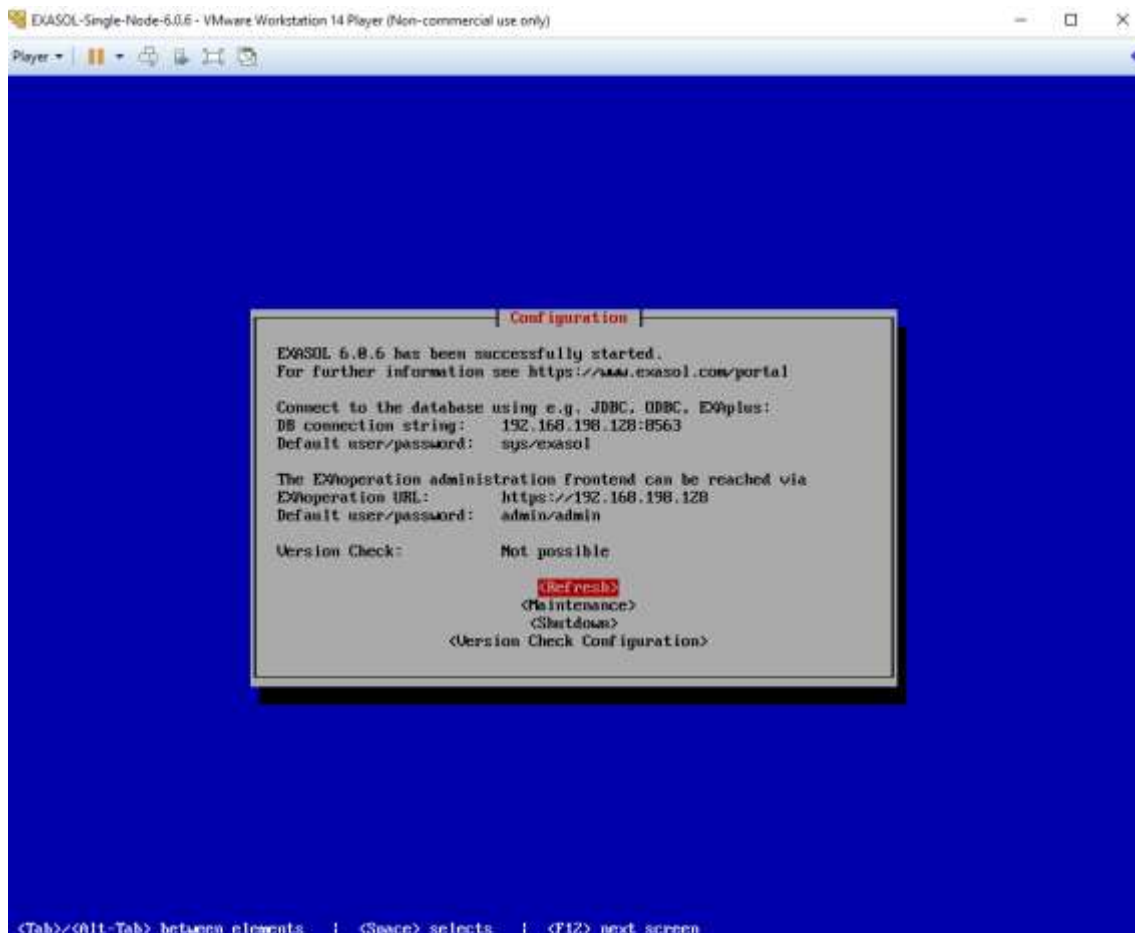 EXASOL-Single-Node-6.0.6 - VMware Workstation 14 Player (Non-commercial use only)
Player
Configuration
EXASOL 6.0.6 has been successfully started.
For further information see https://www.exasol.com/portal
Connect to the database using e.g. JDBC, ODBC, EXAplus:
DB connection string: 192.168.198.128:8563
Default user/password: sys/exasol
The EXAoperation administration frontend can be reached via
EXAoperation URL: https://192.168.198.128
Default user/password: admin/admin
Version Check: Not possible
<Refresh>
<Maintenance>
<Shutdown>
<Version Check Configuration>
<Tab>/<Alt-Tab> between elements | <Space> selects | <F12> next screen